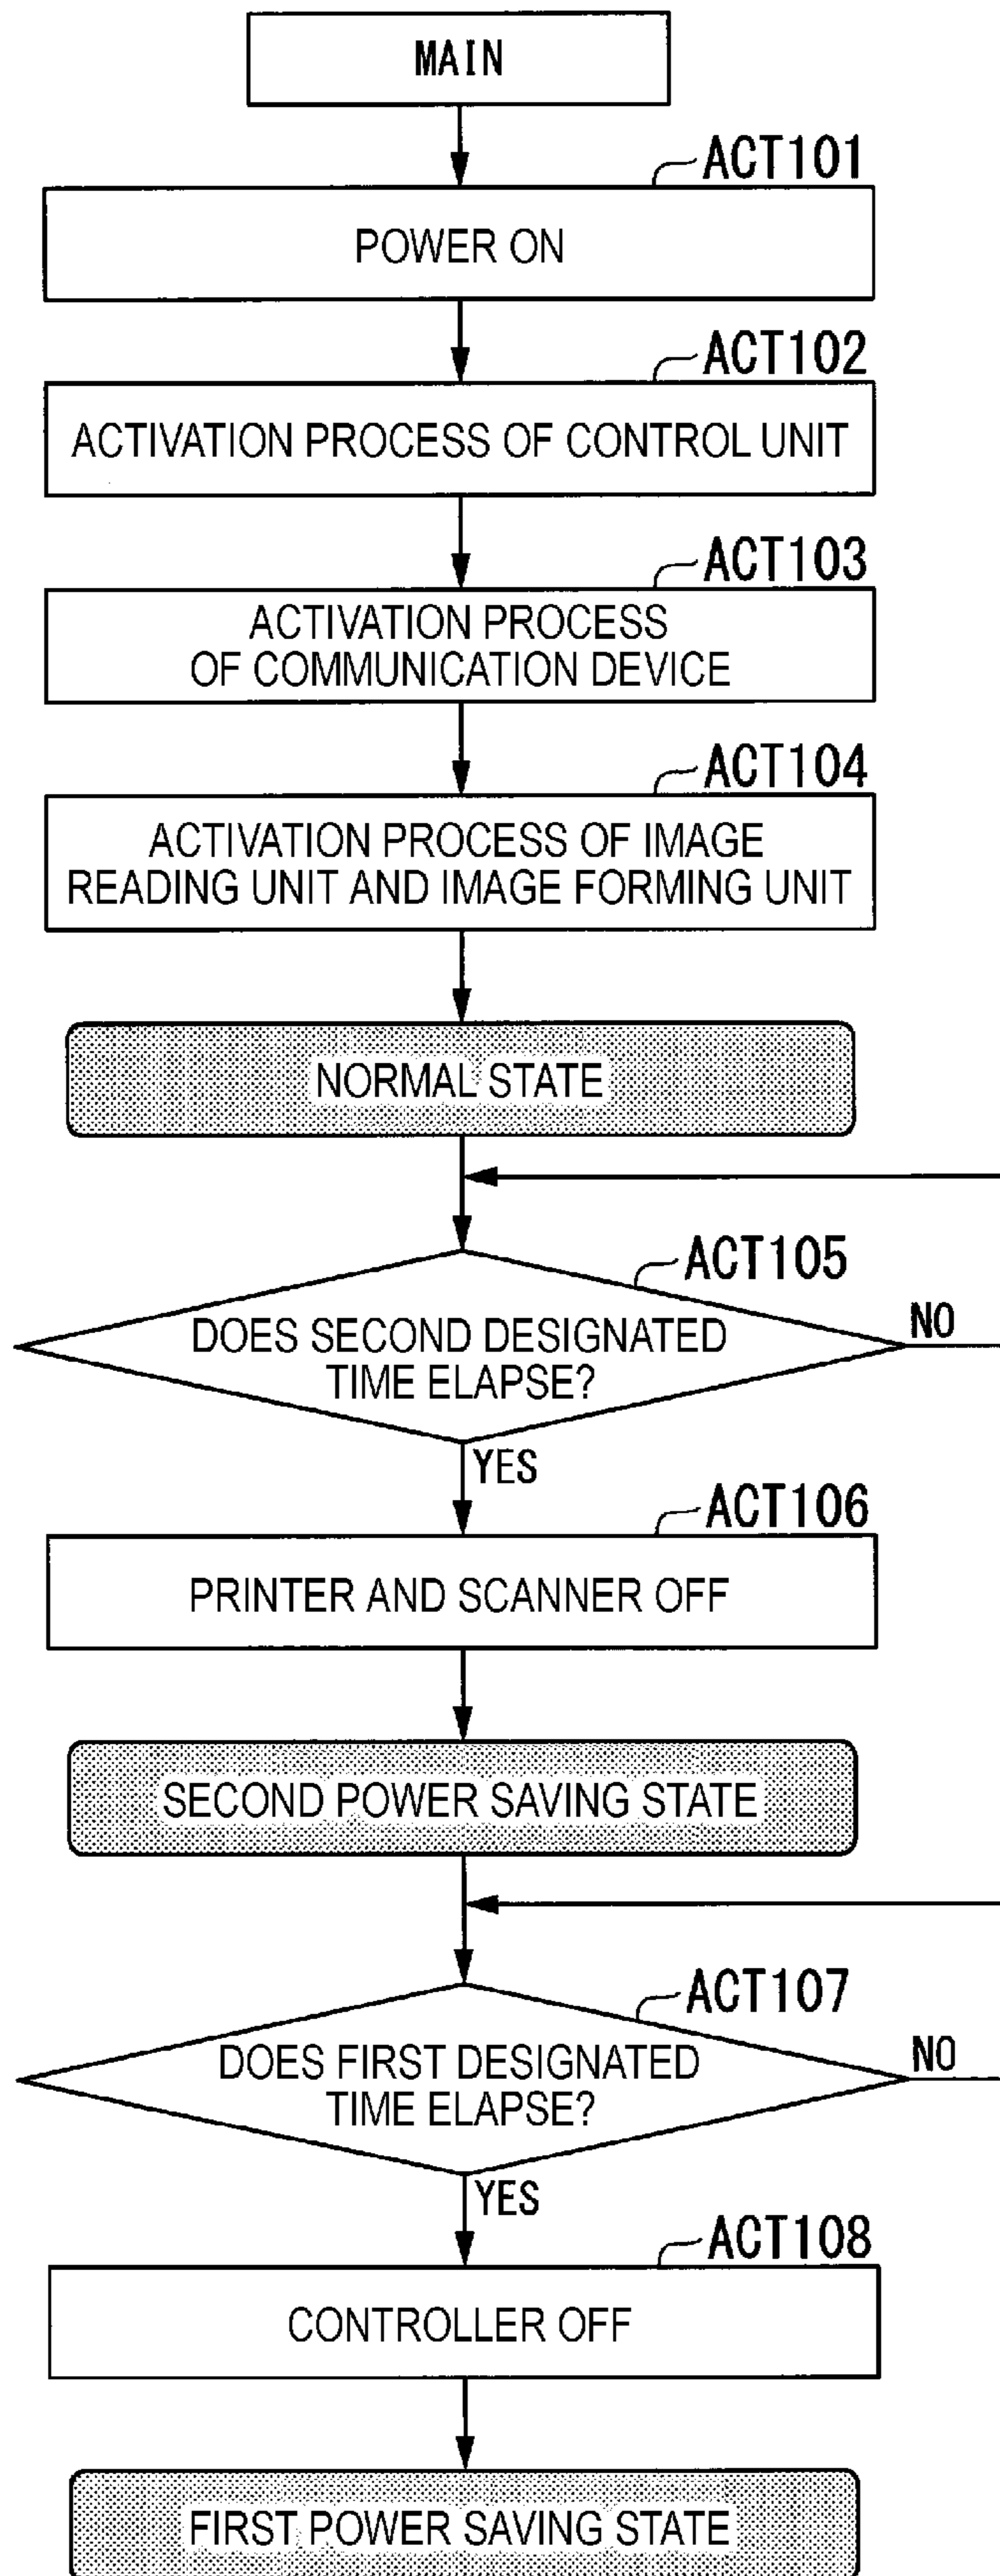 MAIN
ACT101
POWER ON
ACT102
ACTIVATION PROCESS OF CONTROL UNIT
ACT103
ACTIVATION PROCESS
OF COMMUNICATION DEVICE
ACT104
ACTIVATION PROCESS OF IMAGE
READING UNIT AND IMAGE FORMING UNIT
NORMAL STATE
ACT105
DOES SECOND DESIGNATED
TIME ELAPSE?
NO
YES
ACT106
PRINTER AND SCANNER OFF
SECOND POWER SAVING STATE
ACT107
DOES FIRST DESIGNATED
TIME ELAPSE?
NO
YES
ACT108
CONTROLLER OFF
FIRST POWER SAVING STATE